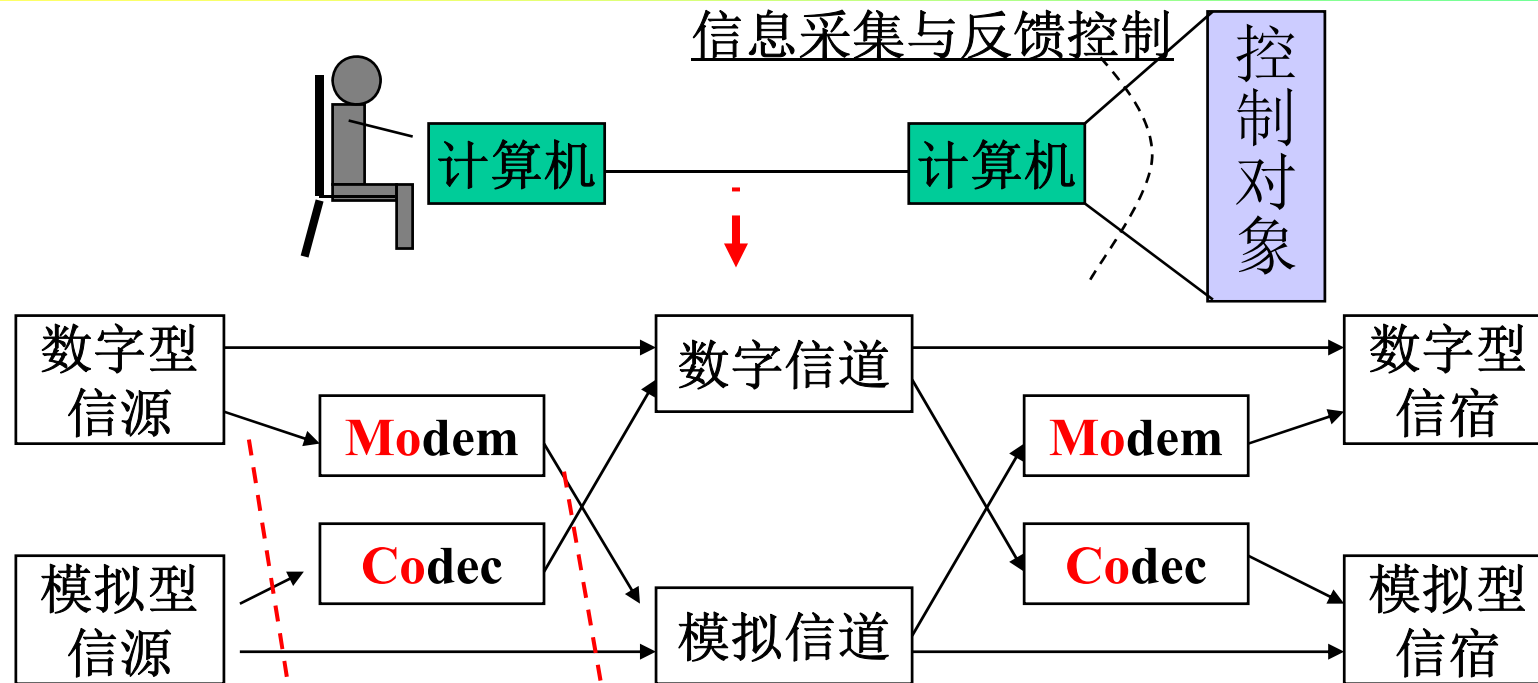 信息采集与反馈控制
控
制
对
象
计算机
计算机
数字型
信源
数字信道
数字型
信宿
Modem
Modem
Codec
Codec
模拟型
信源
模拟信道
模拟型
信宿